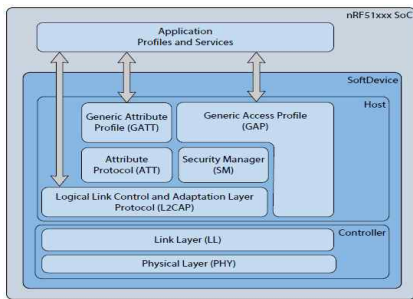 nRF51xxx SoC
Application
Profiles and Services
SoftDevice
Host
Generic Attribute
Profile (GATT)
Generic Access Profile
(GAP)
Attribute
Protocol (ATT)
Security Manager
(SM)
Logical Link Control and Adaptation Layer
Protocol (L2CAP)
Controller
Link Layer (LL)
Physical Layer (PHY)